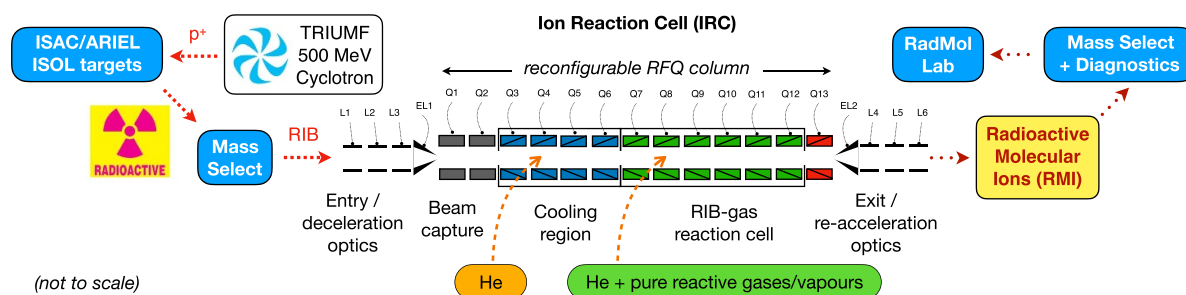 Ion Reaction Cell (IRC)
ISAC/ARIEL
ISOL targets
p+
TRIUMF
500 MeV
Cyclotron
RADIOACTIVE
Mass
Select
RIB
reconfigurable RFQ column
L1
L2
L3
EL1
Q1
Q2
Q3
Q4
Q5
Q6
Q7
Q8
Q9
Q10
Q11
Q12
Q13
EL2
L4
L5
L6
Entry /
deceleration
optics
Beam
capture
Cooling
region
RIB-gas
reaction cell
Exit /
re-acceleration
optics
He
He + pure reactive gases/vapours
RadMol
Lab
Mass Select
+ Diagnostics
Radioactive
Molecular
Ions (RMI)
(not to scale)